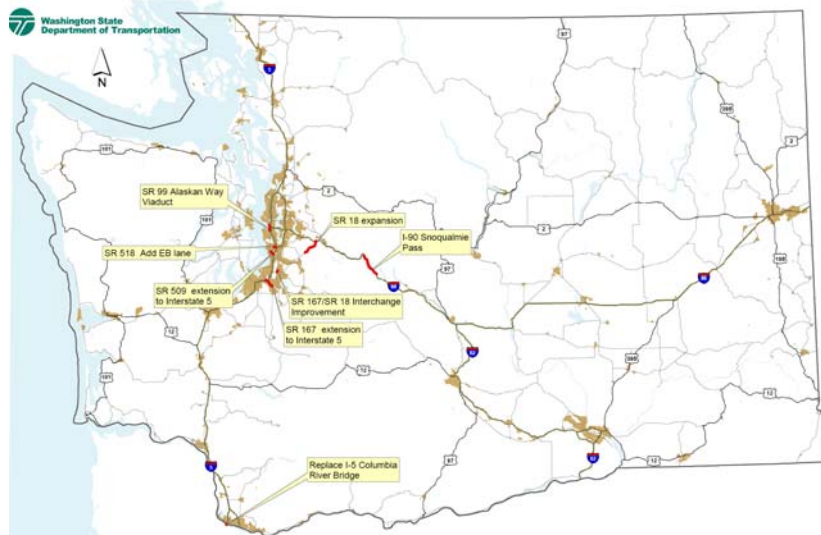 Washington State
Department of Transportation
N
5
97
395
2
2
101
101
2
2
SR 99 Alaskan Way
Viaduct
SR 18 expansion
I-90 Snoqualmie
Pass
SR 518 Add EB lane
97
195
90
90
SR 509 extension
to Interstate 5
SR 167/SR 18 Interchange
Improvement
SR 167 extension
to Interstate 5
12
82
395
101
12
12
97
12
82
5
Replace I-5 Columbia
River Bridge